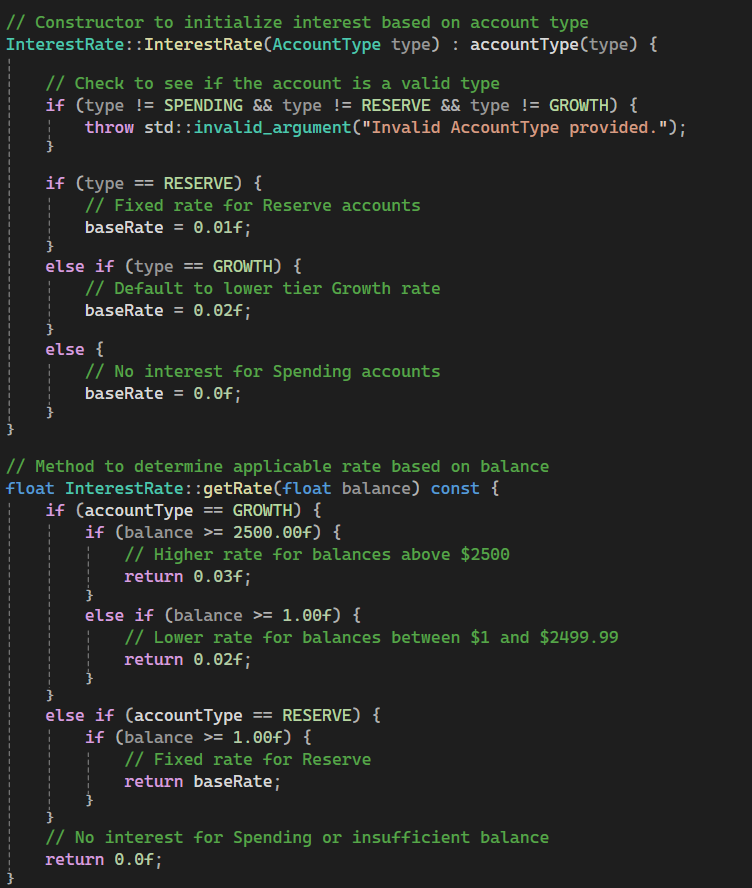 // Constructor to initialize interest based on account type
InterestRate::InterestRate(AccountType type) : accountType(type) {
// Check to see if the account is a valid type
if (type != SPENDING && type != RESERVE && type != GROWTH) {
throw std::invalid_argument("Invalid AccountType provided.");
}
if (type == RESERVE) {
// Fixed rate for Reserve accounts
baseRate = 0.01f;
}
else if (type == GROWTH) {
// Default to lower tier Growth rate
baseRate = 0.02f;
}
else {
// No interest for Spending accounts
baseRate = 0.0f;
}
}
// Method to determine applicable rate based on balance
float InterestRate::getRate(float balance) const {
if (accountType == GROWTH) {
if (balance >= 2500.00f) {
// Higher rate for balances above $2500
return 0.03f;
}
else if (balance >= 1.00f) {
// Lower rate for balances between $1 and $2499.99
return 0.02f;
}
}
else if (accountType == RESERVE) {
if (balance >= 1.00f) {
// Fixed rate for Reserve
return baseRate;
}
}
// No interest for Spending or insufficient balance
return 0.0f;
}